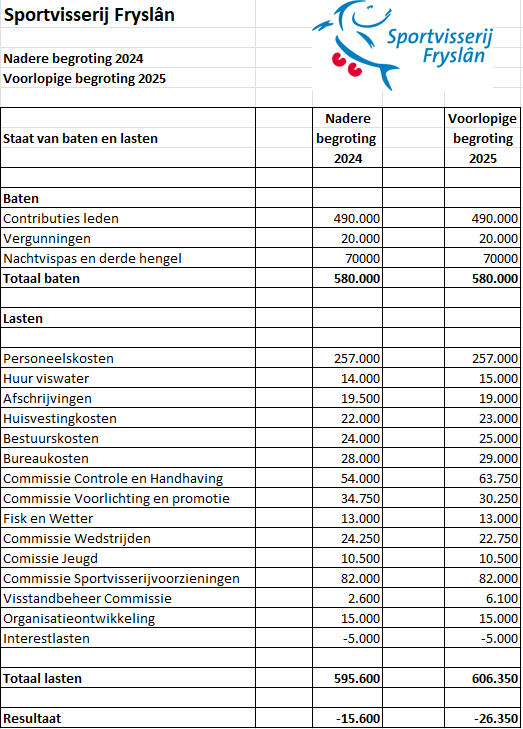 Sportvisserij Fryslân
Sportvisserij
Fryslân
Nadere begroting 2024
Voorlopige begroting 2025
Nadere Voorlopige
Staat van baten en lasten begroting begroting
2024 2025
Baten
Contributies leden 490.000 490.000
Vergunningen 20.000 20.000
Nachtvispas en derde hengel 70000 70000
Totaal baten 580.000 580.000
Lasten
Personeelskosten 257.000 257.000
Huur viswater 14.000 15.000
Afschrijvingen 19.500 19.000
Huisvestingkosten 22.000 23.000
Bestuurskosten 24.000 25.000
Bureaukosten 28.000 29.000
Commissie Controle en Handhaving 54.000 63.750
Commissie Voorlichting en promotie 34.750 30.250
Fisk en Wetter 13.000 13.000
Commissie Wedstrijden 24.250 22.750
Comissie Jeugd 10.500 10.500
Commissie Sportvisserijvoorzieningen 82.000 82.000
Visstandbeheer Commissie 2.600 6.100
Organisatieontwikkeling 15.000 15.000
Interestlasten -5.000 -5.000
Totaal lasten 595.600 606.350
Resultaat -15.600 -26.350